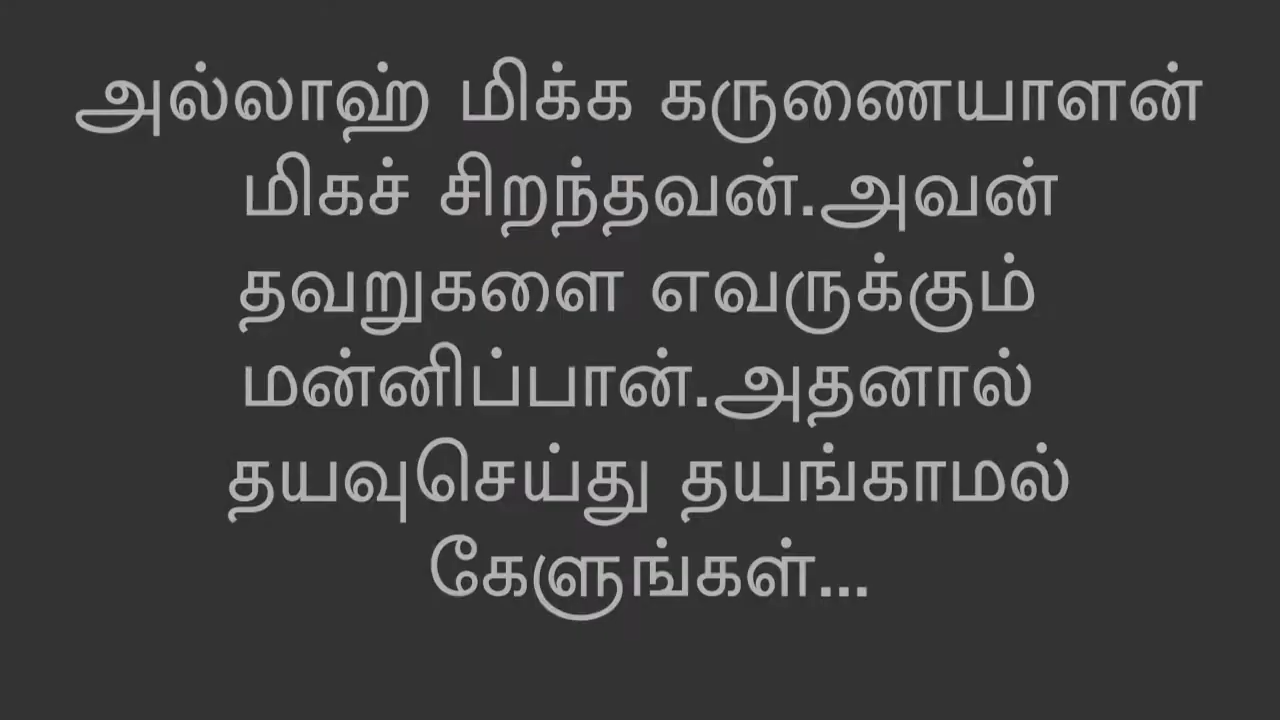 அல்லாஹ் மிக்க கருணையாளன்
மிகச் சிறந்தவன்.அவன்
தவறுகளை எவருக்கும்
மன்னிப்பான்.அதனால்
தயவுசெய்து தயங்காமல்
கேளுங்கள்...